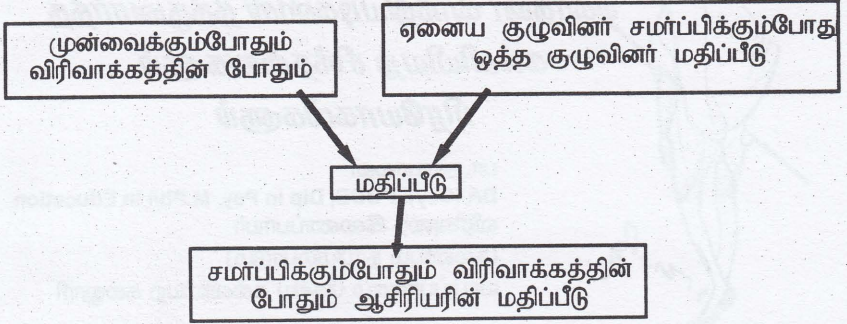 முன்வைக்கும்போதும்
விரிவாக்கத்தின் போதும்
ஏனைய குழுவினர் சமர்ப்பிக்கும்போது
ஒத்த குழுவினர் மதிப்பீடு
மதிப்பீடு
சமர்ப்பிக்கும்போதும் விரிவாக்கத்தின்
போதும் ஆசிரியரின் மதிப்பீடு